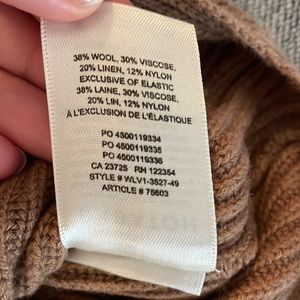 38% WOOL, 30% VISCOSE,
20% LINEN, 12% NYLON
EXCLUSIVE OF ELASTIC
38% LAINE, 30% VISCOSE,
20% LIN, 12% NYLON
À L'EXCLUSION DE L'ÉLASTIQUE
PO 4500119334
PO 4500119335
PO 4500119336
CA 23725 RN 122354
STYLE # WLV1-3527-49
ARTICLE # 75603